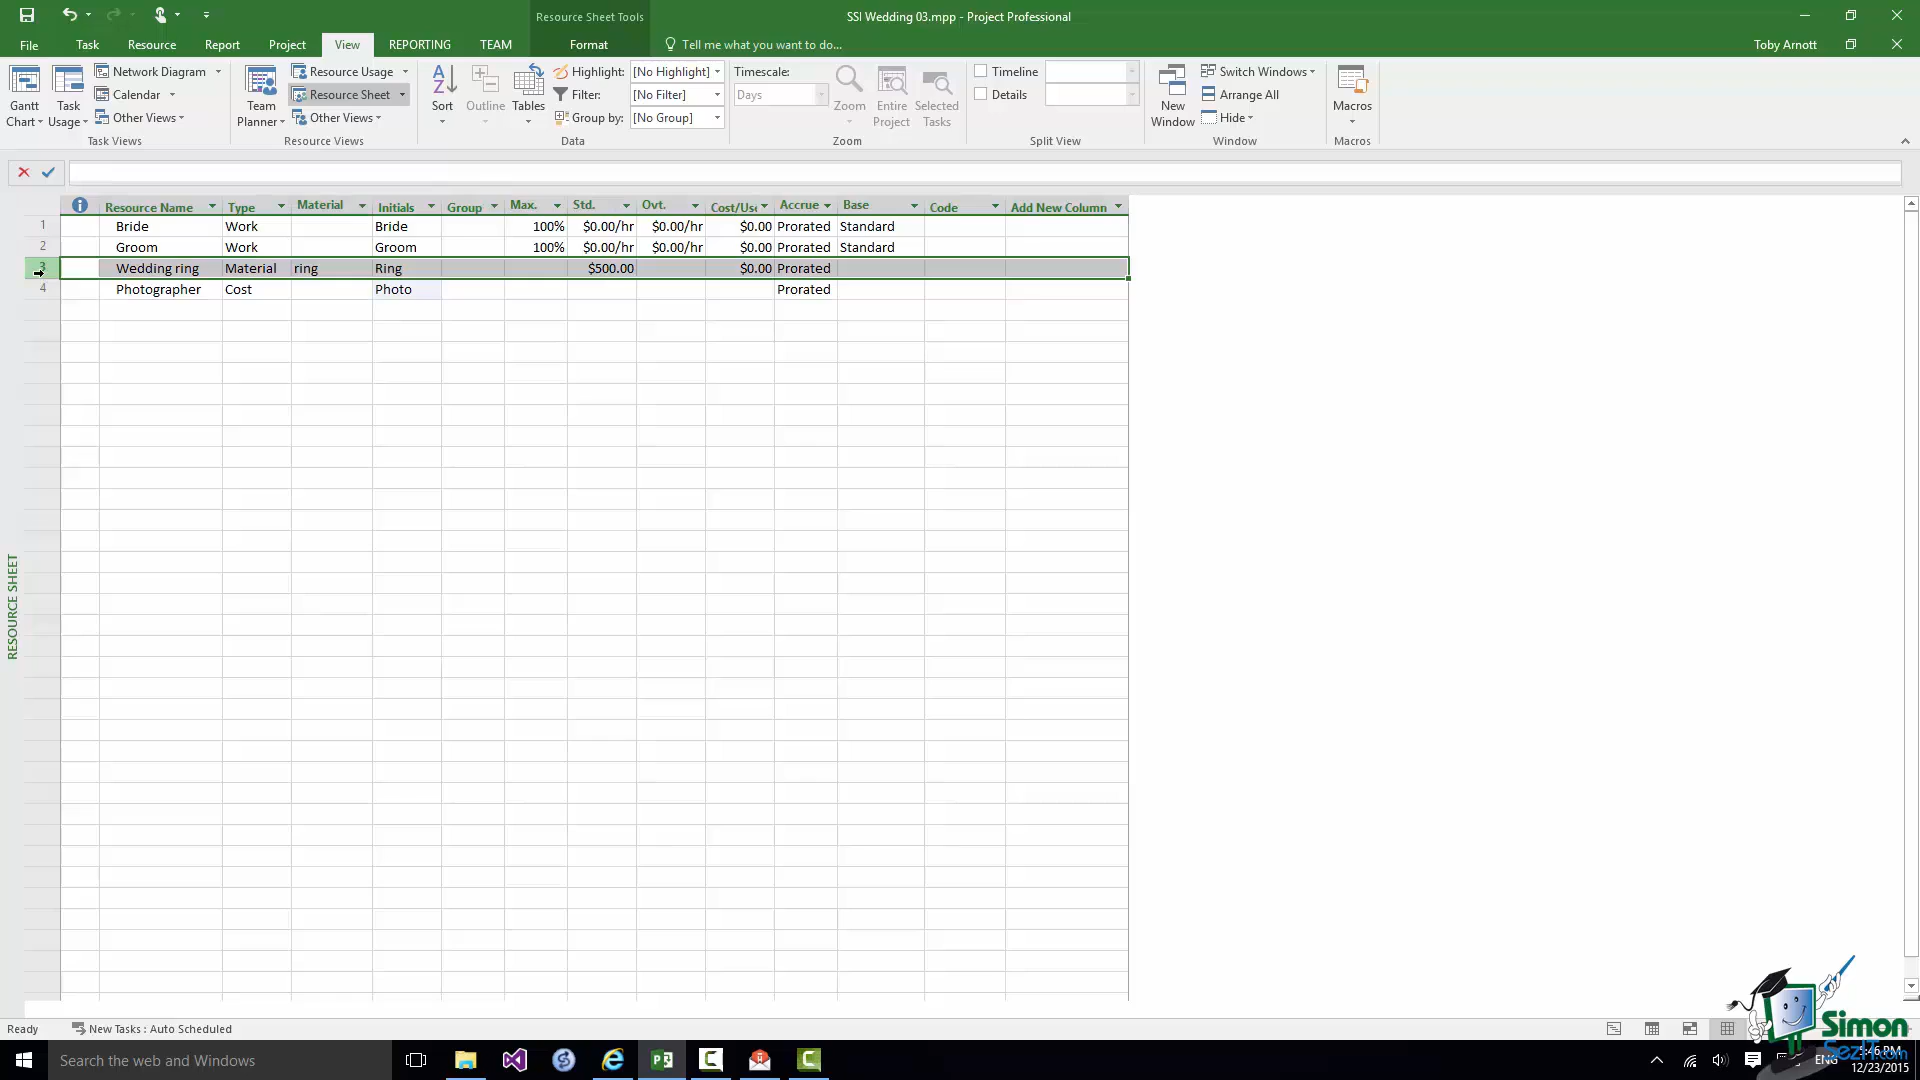 Resource Sheet Tools
SSI Wedding 03.mpp - Project Professional
File Task Resource Report Project View REPORTING TEAM Format Tell me what you want to do... Toby Arnott
Gantt Chart
Task Usage
Network Diagram
Calendar
Other Views
Task Views
Team Planner
Resource Usage
Resource Sheet
Other Views
Resource Views
Sort
Outline
Tables
Highlight: [No Highlight]
Filter: [No Filter]
Group by: [No Group]
Data
Timescale:
Days
Zoom
Entire Project
Selected Tasks
Zoom
Timeline
Details
Split View
New Window
Switch Windows
Arrange All
Hide
Window
Macros
Macros
Resource Name Type Material Initials Group Max. Std. Ovt. Cost/Us Accrue Base Code Add New Column
1 Bride Work Bride 100% $0.00/hr $0.00/hr $0.00 Prorated Standard
2 Groom Work Groom 100% $0.00/hr $0.00/hr $0.00 Prorated Standard
3 Wedding ring Material ring Ring $500.00 $0.00 Prorated
4 Photographer Cost Photo Prorated
RESOURCE SHEET
Ready New Tasks : Auto Scheduled
Simon
SezIT.com
Search the web and Windows
ENG
:46 PM
12/23/2015